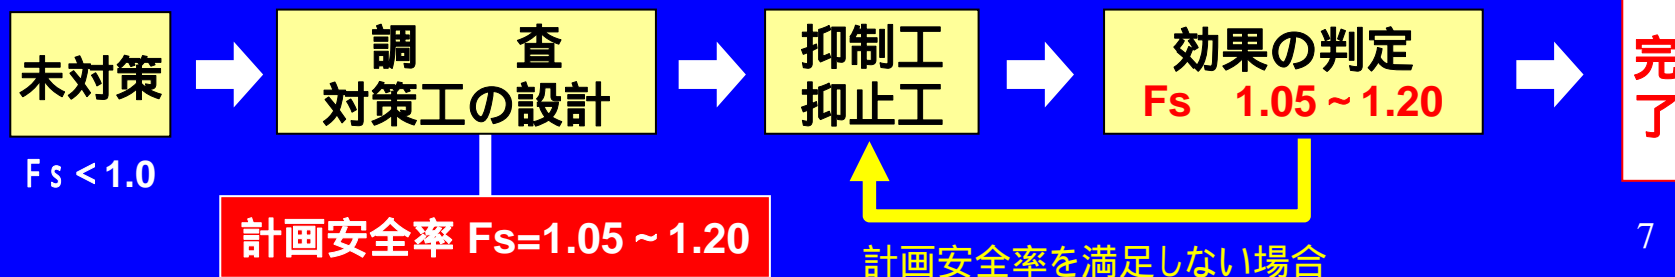 未対策
Ｆｓ＜1.0
調　　査
対策工の設計
計画安全率 Fs=1.05～1.20
抑制工
抑止工
効果の判定
Fs　1.05～1.20
計画安全率を満足しない場合
完
了
7